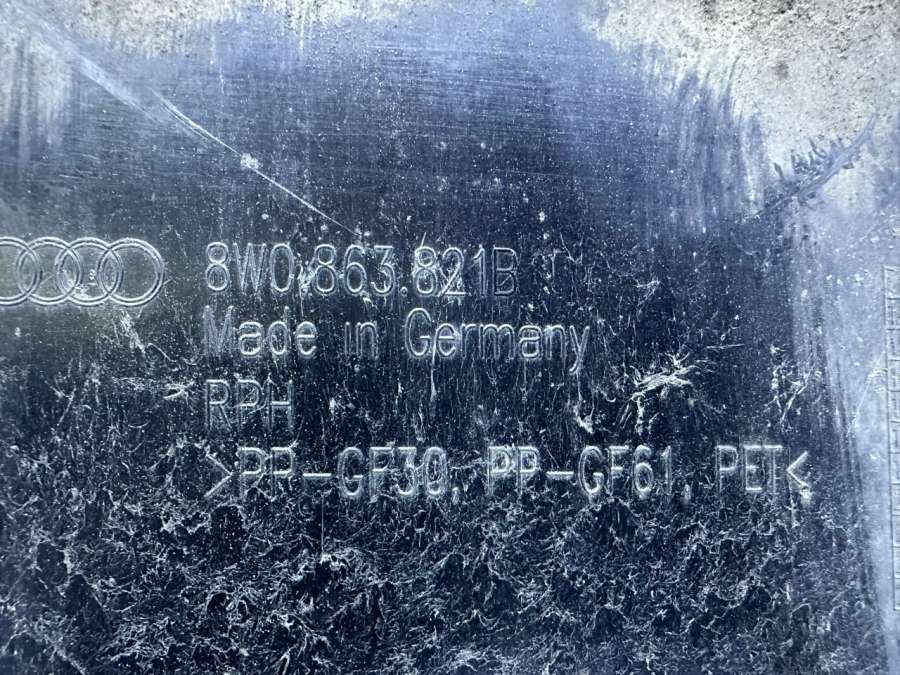 8W0.863.821B
Made in Germany
RPH
>PP-GF30, PP-GF61, PET<